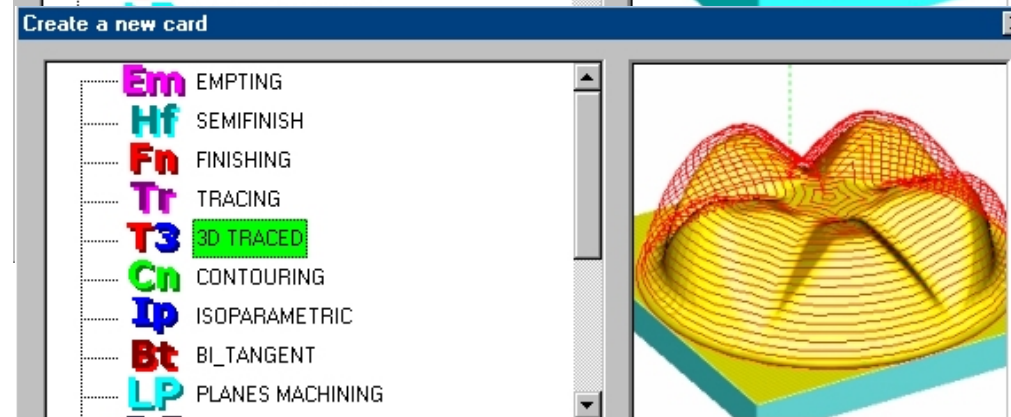 Create a new card
Em EMPTING
Hf SEMIFINISH
Fn FINISHING
Tr TRACING
T3 3D TRACED
Cn CONTOURING
Ip ISOPARAMETRIC
Bt BI_TANGENT
LP PLANES MACHINING